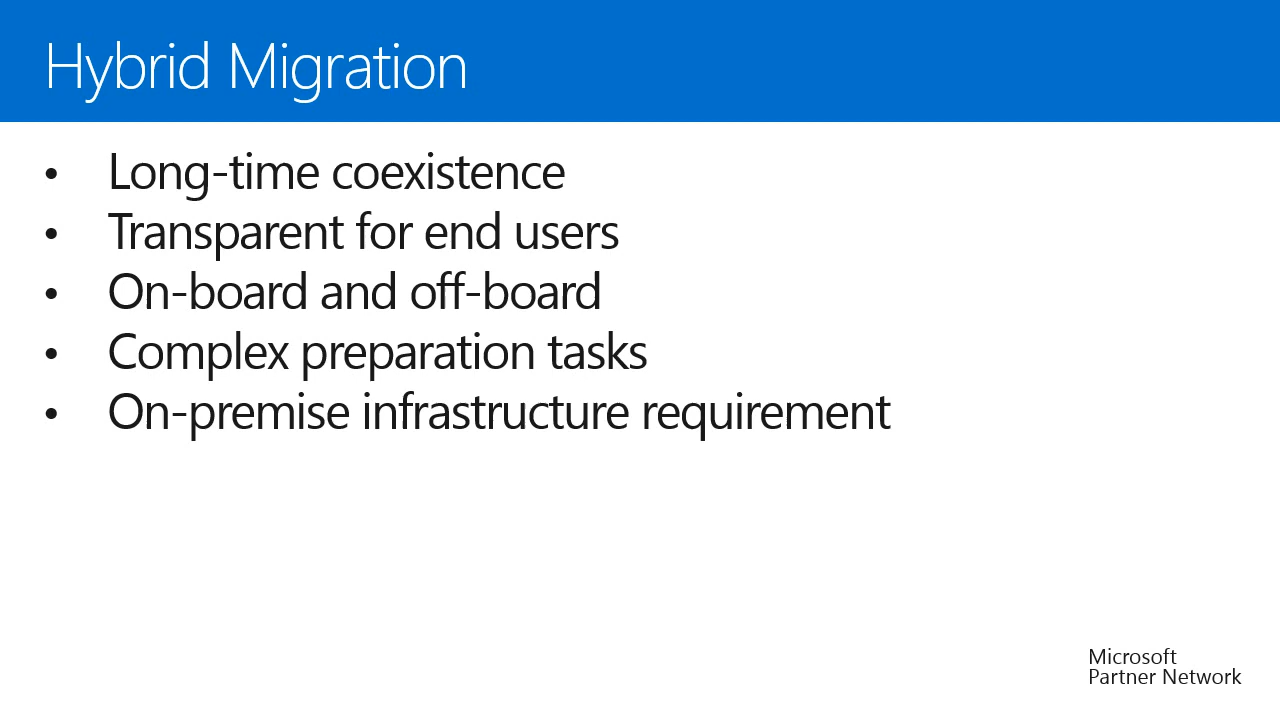 Hybrid Migration
• Long-time coexistence
• Transparent for end users
• On-board and off-board
• Complex preparation tasks
• On-premise infrastructure requirement
Microsoft
Partner Network